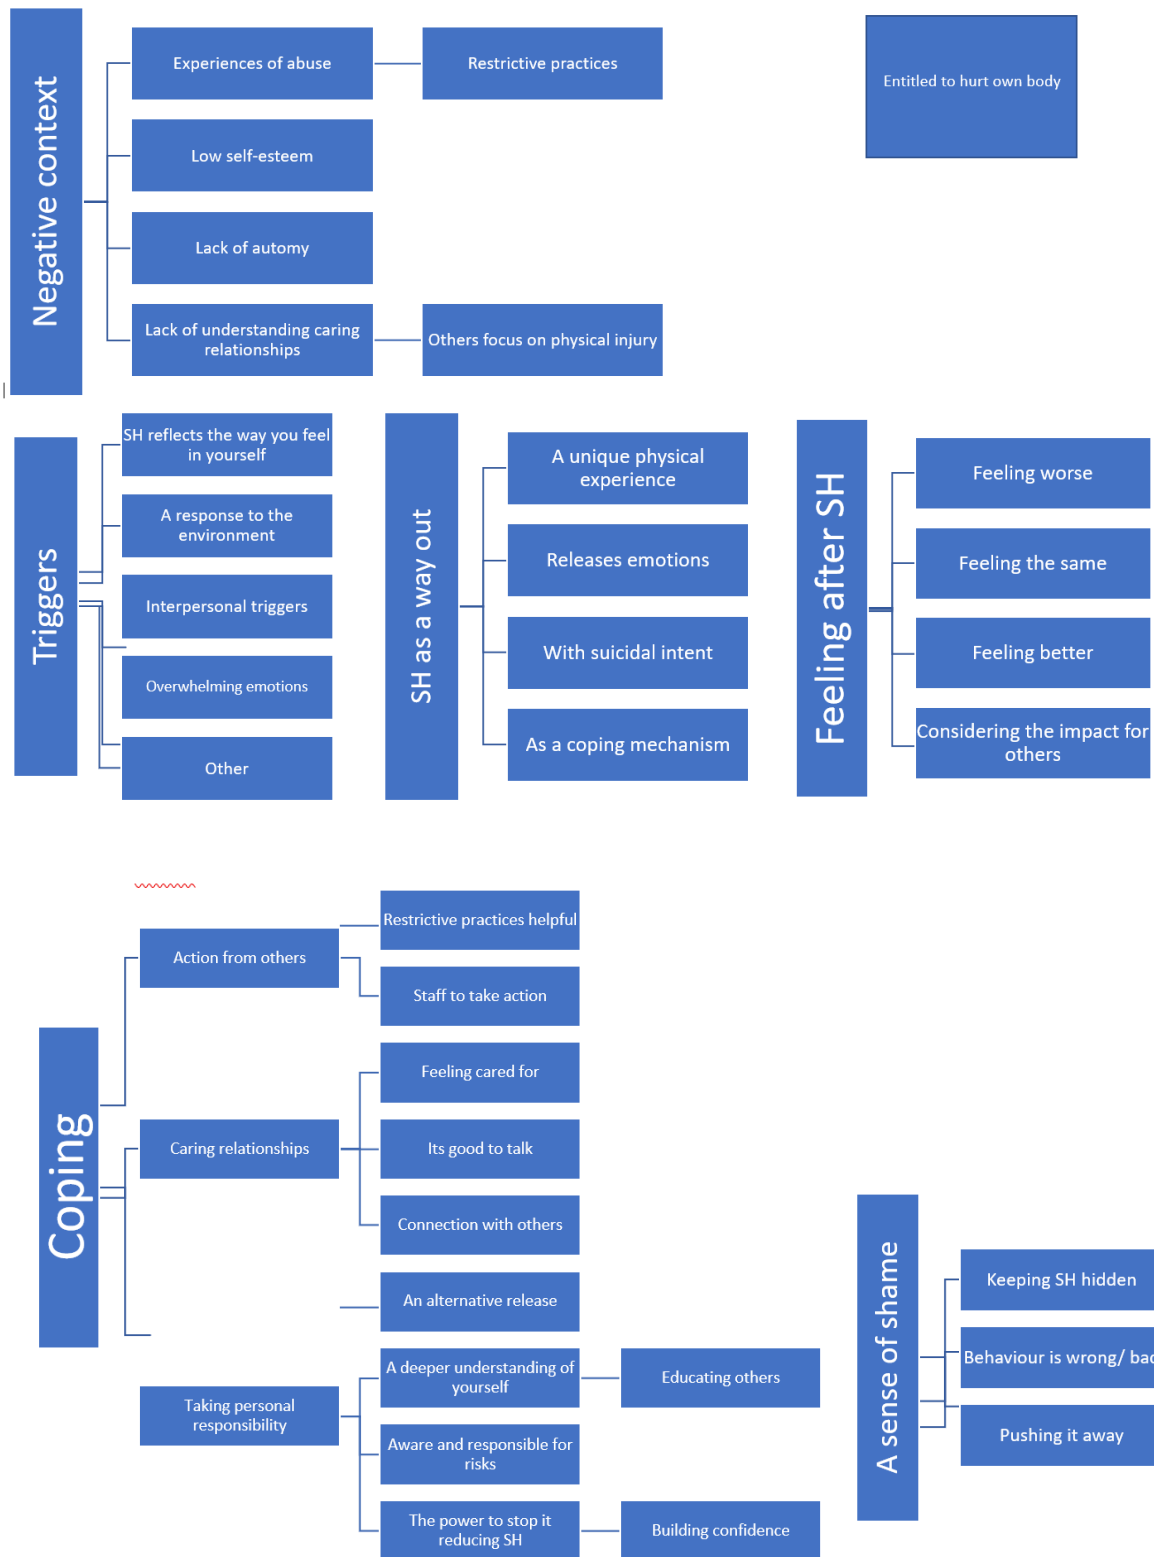 Negative context
Experiences of abuse
Restrictive practices
Low self-esteem
Lack of automy
Lack of understanding caring
relationships
Others focus on physical injury
Entitled to hurt own body
Triggers
SH reflects the way you feel
in yourself
A response to the
environment
Interpersonal triggers
Overwhelming emotions
Other
SH as a way out
A unique physical
experience
Releases emotions
With suicidal intent
As a coping mechanism
Feeling after SH
Feeling worse
Feeling the same
Feeling better
Considering the impact for
others
Coping
Action from others
Restrictive practices helpful
Staff to take action
Caring relationships
Feeling cared for
Its good to talk
Connection with others
An alternative release
Taking personal
responsibility
A deeper understanding of
yourself
Educating others
Aware and responsible for
risks
The power to stop it
reducing SH
Building confidence
A sense of shame
Keeping SH hidden
Behaviour is wrong/ bad
Pushing it away